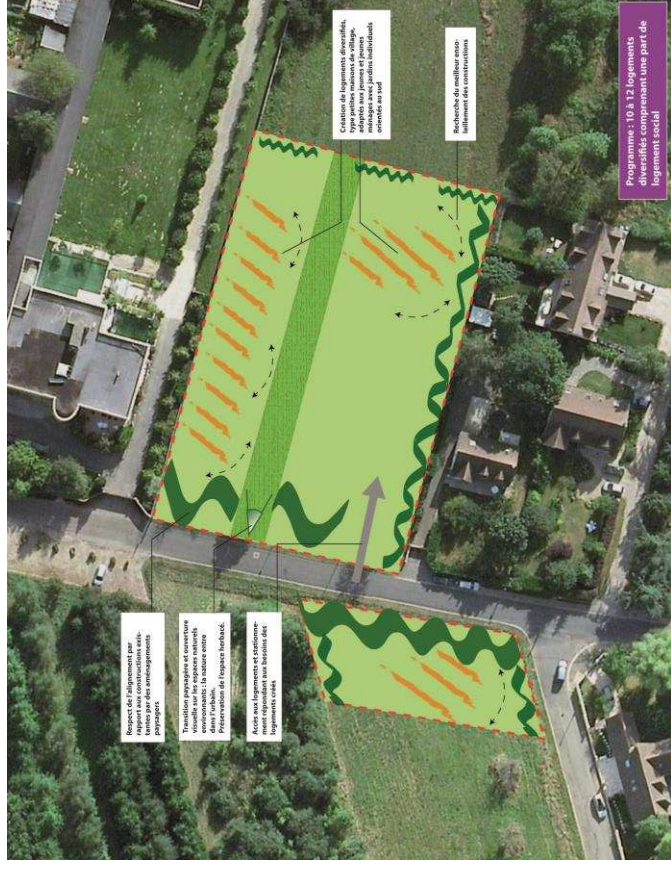 Respect de l'alignement par
rapport aux constructions exis-
tantes par des aménagements
paysagers
Transition paysagère et ouverture
visuelle sur les espaces naturels
environnants : la nature entre
dans l'urbain.
Préservation de l'espace herbacé.
Accès aux logements et stationne-
ment répondant aux besoins des
logements créés
Création de logements diversifiés,
type petites maisons de village,
adaptés aux jeunes et jeunes
ménages avec jardins individuels
orientés au sud
Recherche du meilleur enso-
leillement des constructions
Programme : 10 à 12 logements
diversifiés comprenant une part de
logement social